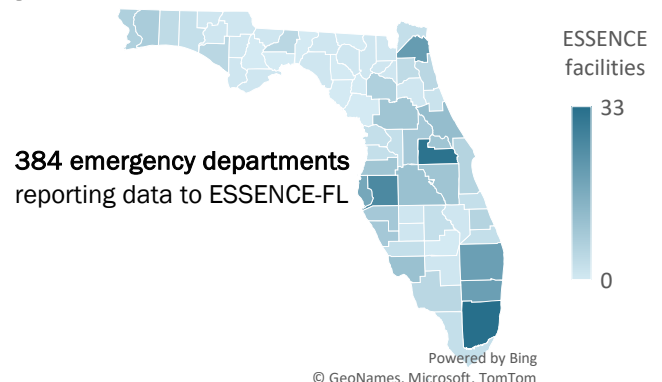 ESSENCE
facilities
33
384 emergency departments
reporting data to ESSENCE-FL
0
Powered by Bing
© GeoNames, Microsoft, TomTom